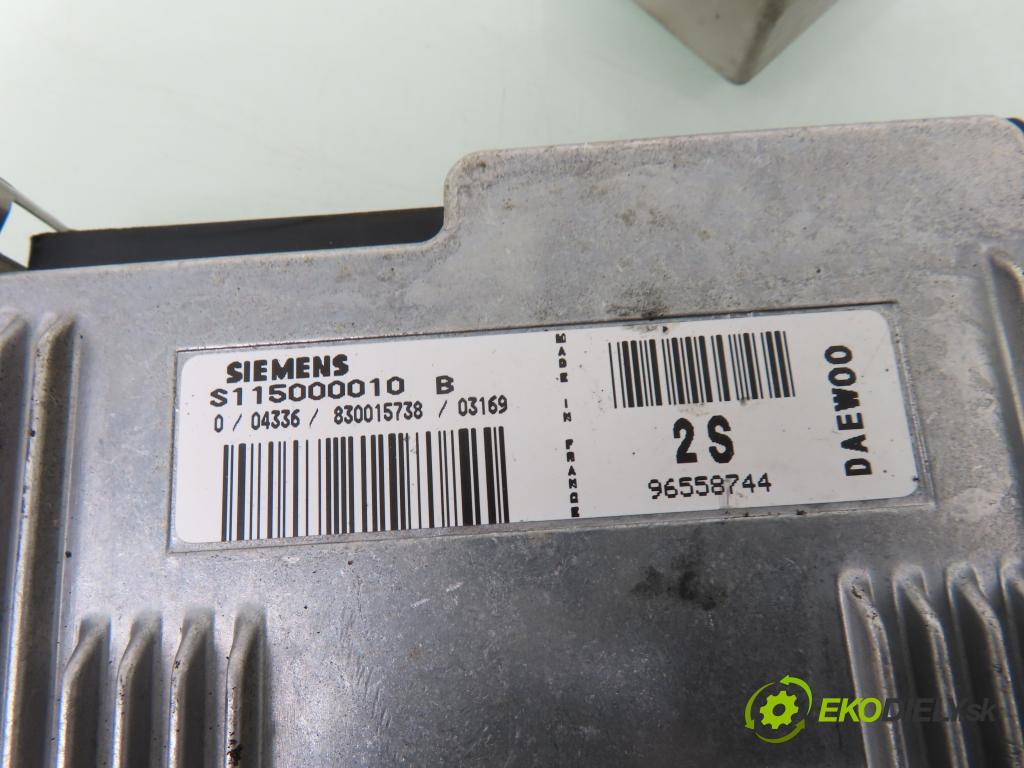 SIEMENS
S115000010 B
0 / 04336 / 830015738 / 03169
MADE IN FRANCE
2S
96558744
DAEWOO
EKODIELY.sk